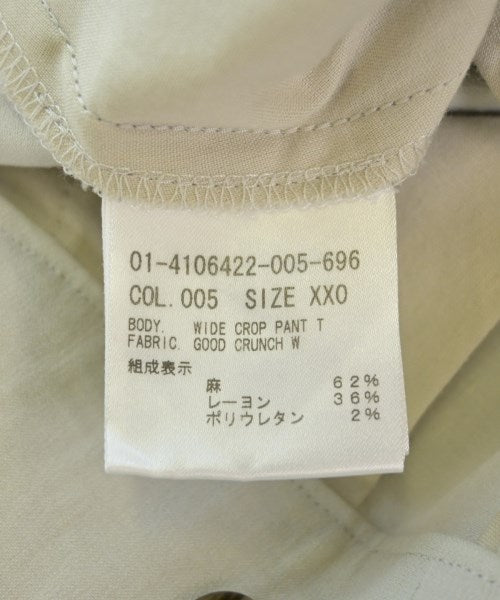 01-4106422-005-696
COL.005 SIZE XXO
BODY. WIDE CROP PANT T
FABRIC. GOOD CRUNCH W
組成表示
麻 62%
レーヨン 36%
ポリウレタン 2%